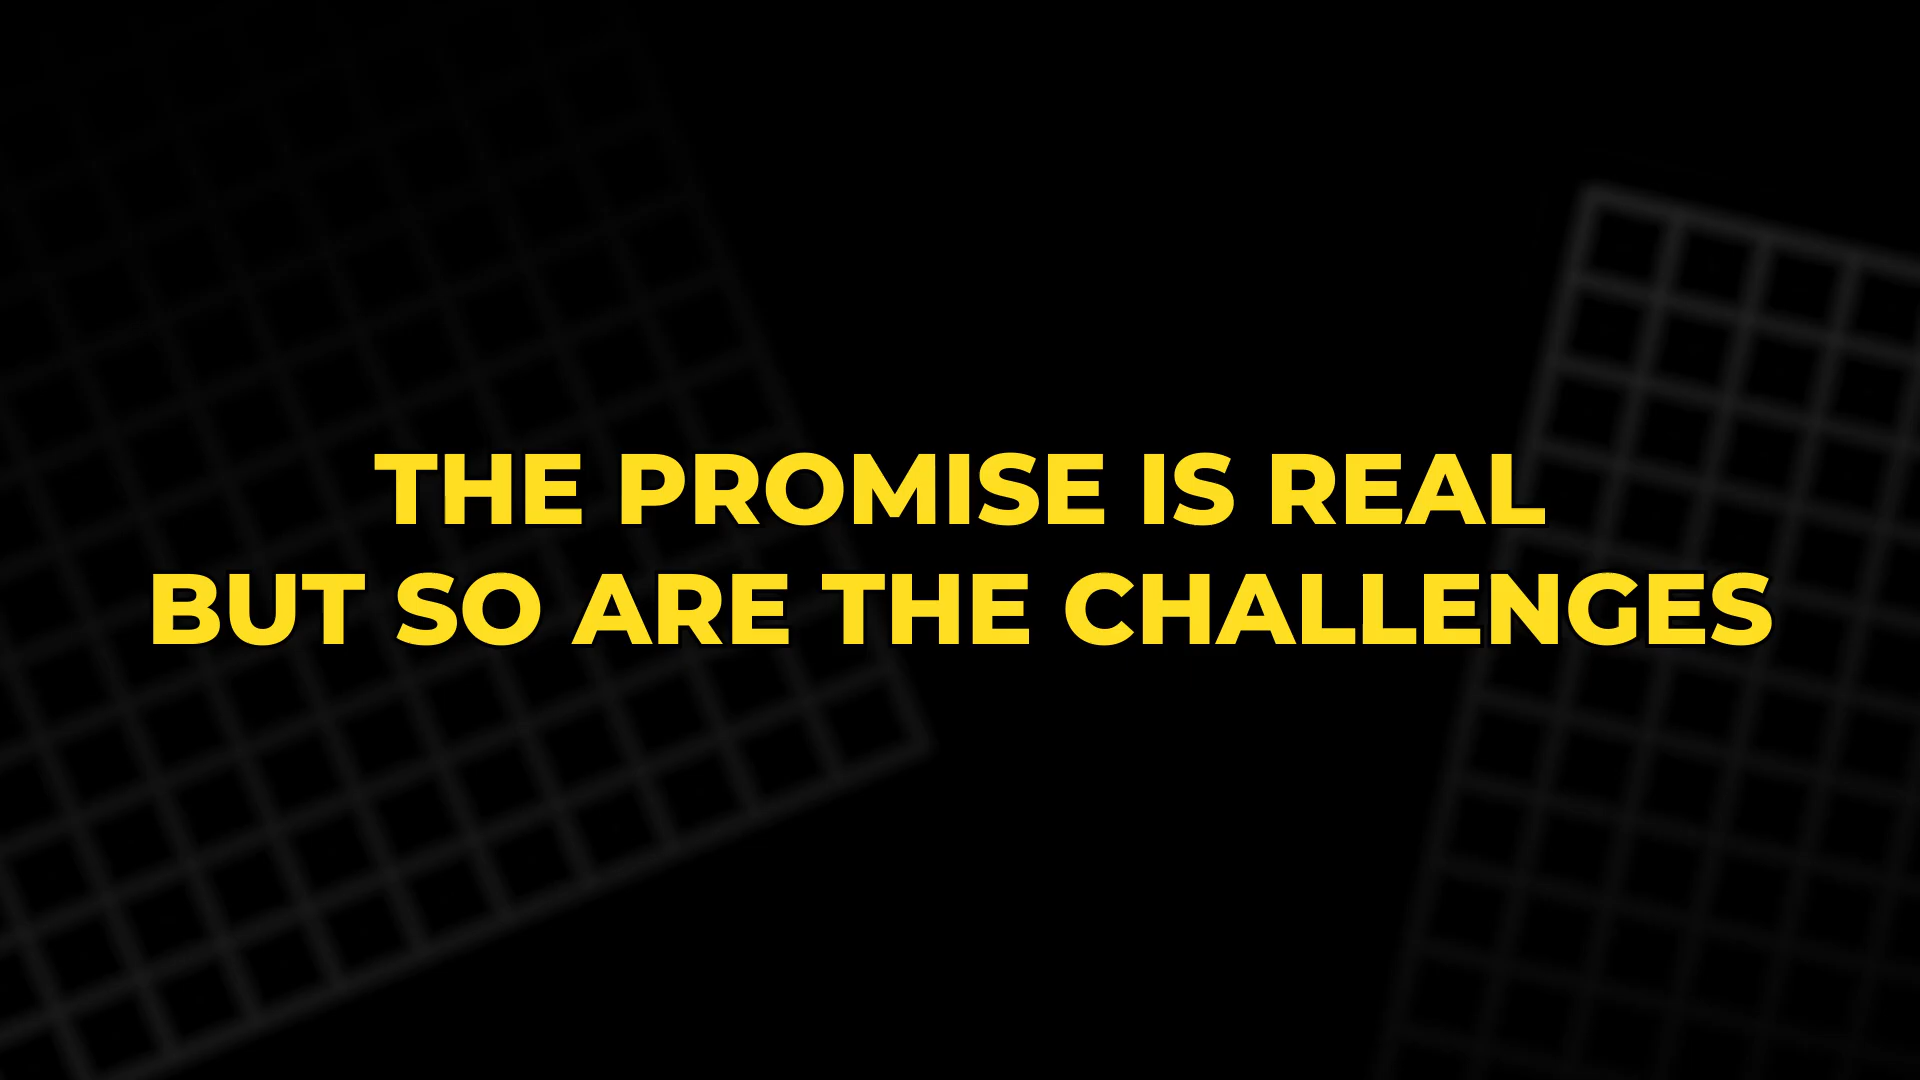 THE PROMISE IS REAL
BUT SO ARE THE CHALLENGES